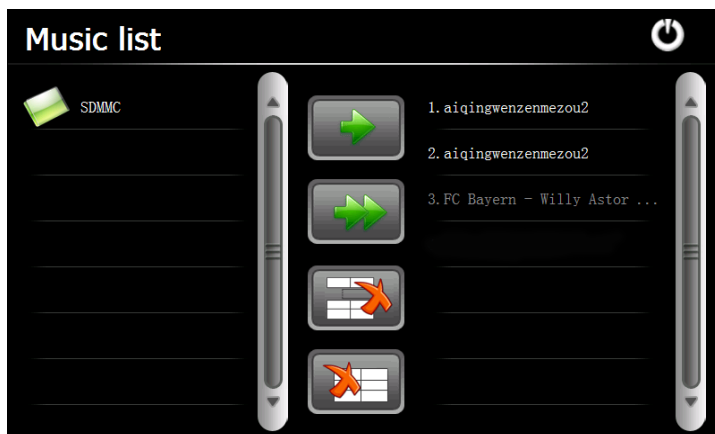 Music list
SDMMC
1.aiqingwenzenmezou2
2.aiqingwenzenmezou2
3.FC Bayern - Willy Astor ...